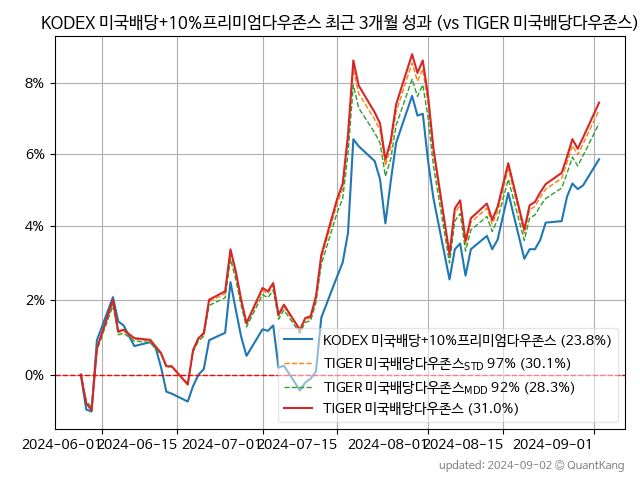 KODEX 미국배당+10%프리미엄다우존스 최근 3개월 성과 (vs TIGER 미국배당다우존스)
8%
6%
4%
2%
0%
KODEX 미국배당+10%프리미엄다우존스 (23.8%)
TIGER 미국배당다우존스STD 97% (30.1%)
TIGER 미국배당다우존스MDD 92% (28.3%)
TIGER 미국배당다우존스 (31.0%)
2024-06-01 2024-06-15 2024-07-01 2024-07-15 2024-08-01 2024-08-15 2024-09-01
updated: 2024-09-02 © QuantKang